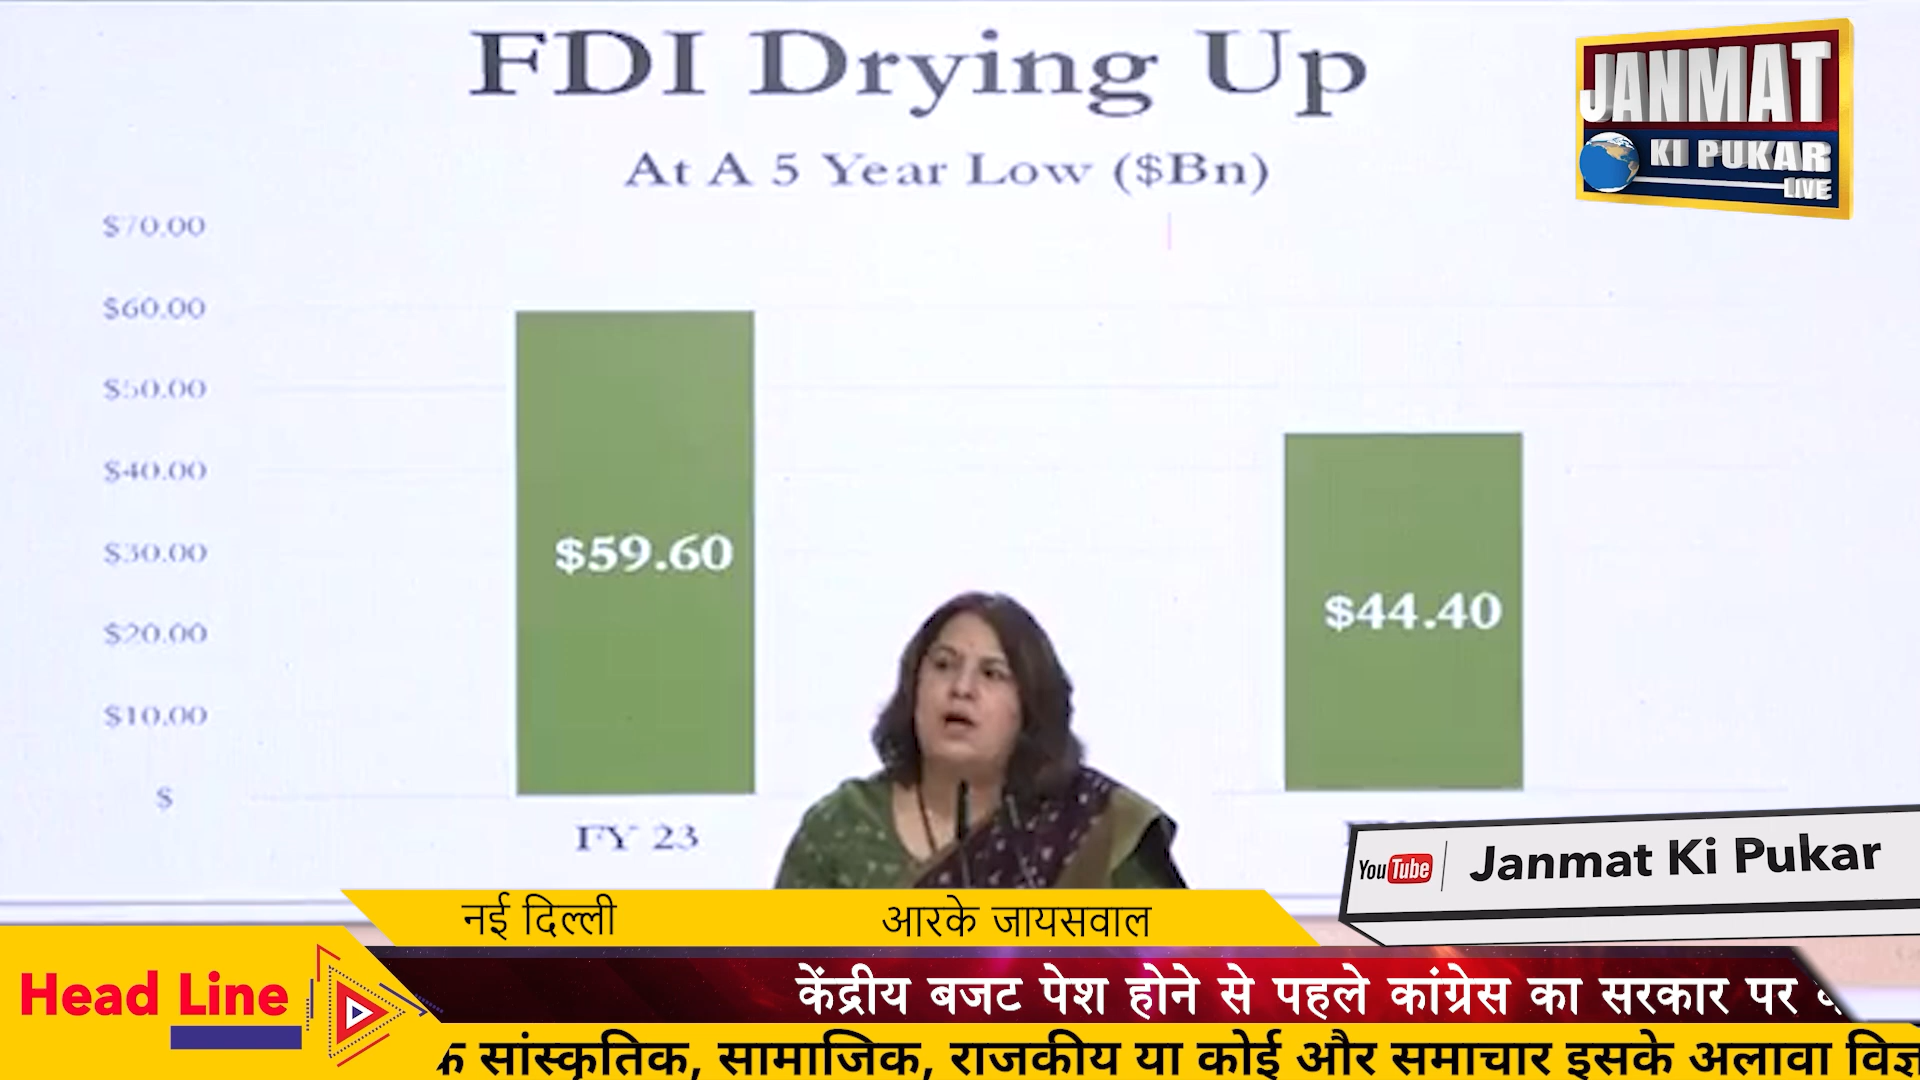 FDI Drying Up
At A 5 Year Low ($Bn)
JANMAT
KI PUKAR
LIVE
$70.00
$60.00
$50.00
$40.00
$30.00
$20.00
$10.00
$
$59.60
$44.40
FY 23
YouTube
Janmat Ki Pukar
नई दिल्ली
आरके जायसवाल
Head Line
केंद्रीय बजट पेश होने से पहले कांग्रेस का सरकार पर
सांस्कृतिक, सामाजिक, राजकीय या कोई और समाचार इसके अलावा